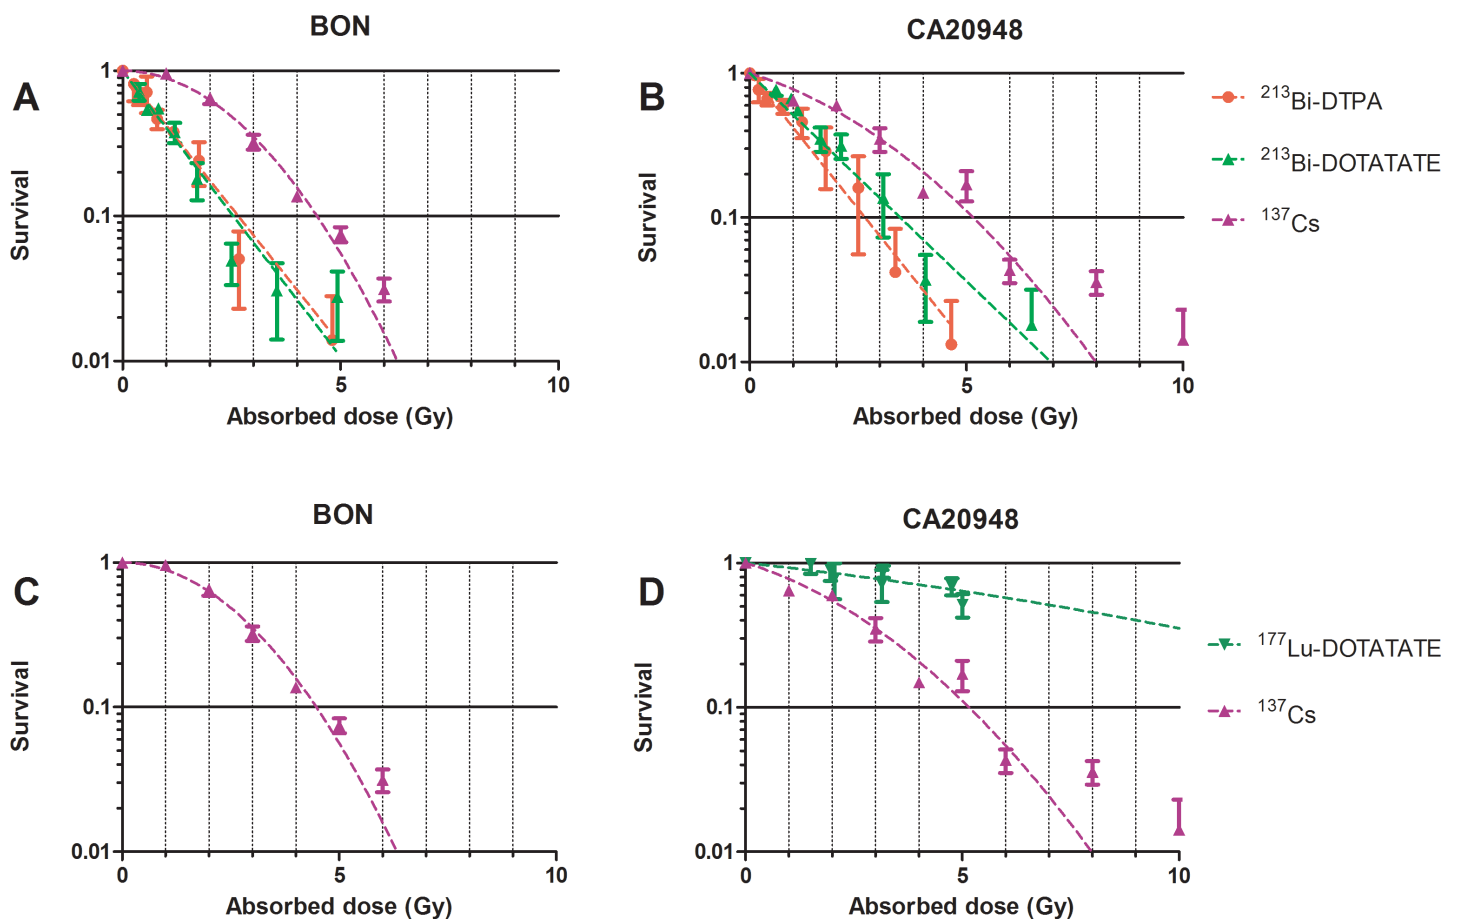 BON
CA20948
A
B
1
0.1
0.01
Survival
0
5
10
Absorbed dose (Gy)
1
0.1
0.01
Survival
0
5
10
Absorbed dose (Gy)
213Bi-DTPA
213Bi-DOTATATE
137Cs
BON
CA20948
C
D
1
0.1
0.01
Survival
0
5
10
Absorbed dose (Gy)
1
0.1
0.01
Survival
0
5
10
Absorbed dose (Gy)
177Lu-DOTATATE
137Cs